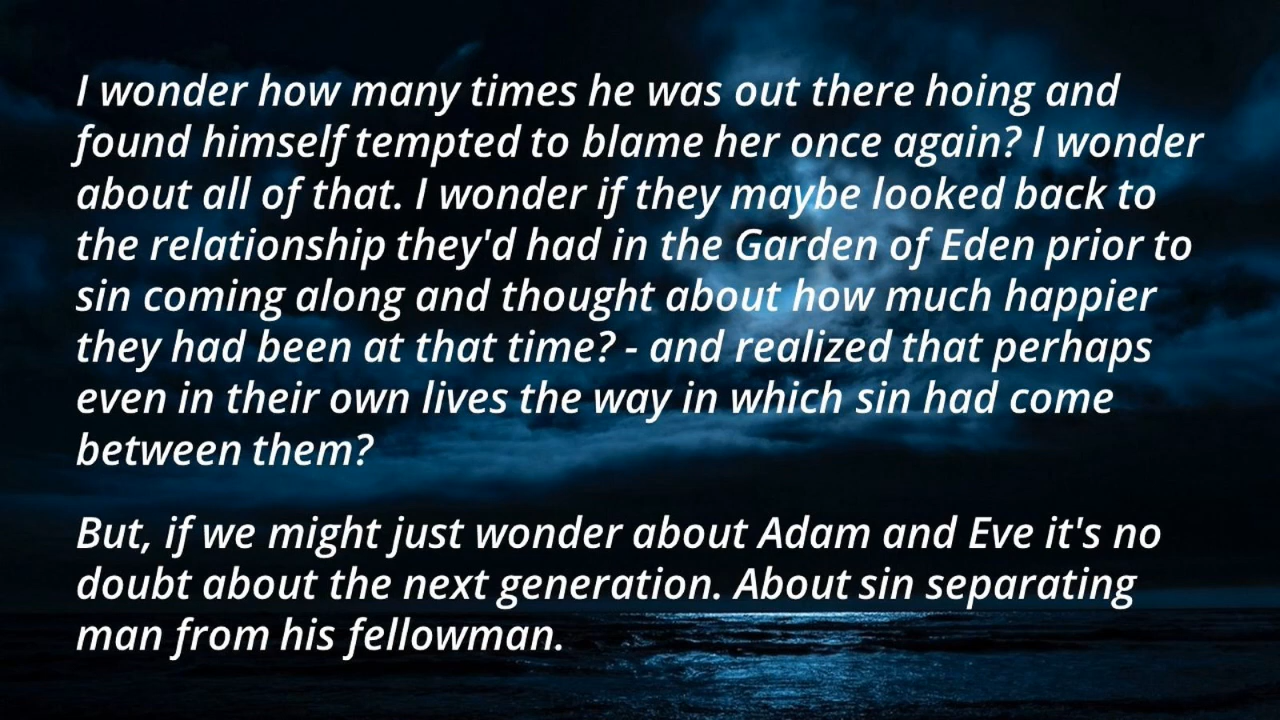 I wonder how many times he was out there hoing and
found himself tempted to blame her once again? I wonder
about all of that. I wonder if they maybe looked back to
the relationship they'd had in the Garden of Eden prior to
sin coming along and thought about how much happier
they had been at that time? - and realized that perhaps
even in their own lives the way in which sin had come
between them?
But, if we might just wonder about Adam and Eve it's no
doubt about the next generation. About sin separating
man from his fellowman.